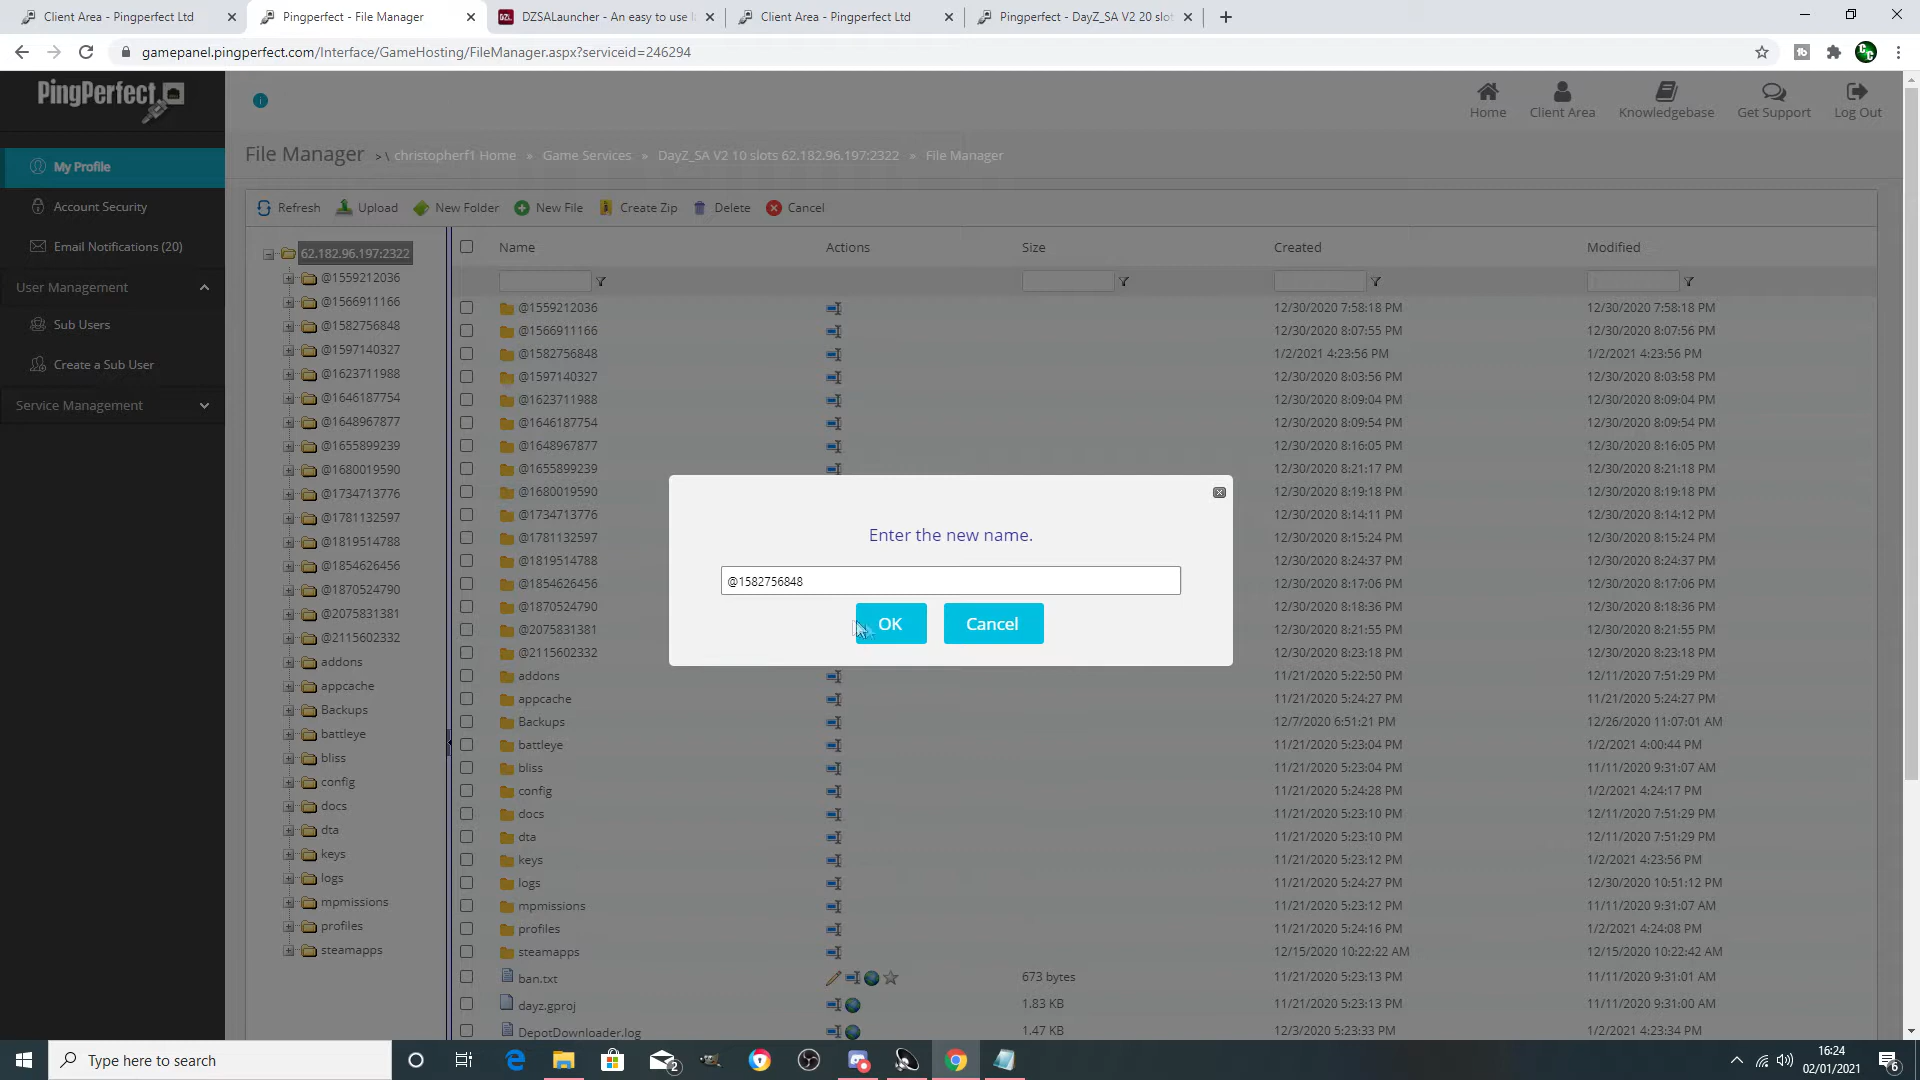 Client Area - Pingperfect Ltd
Pingperfect - File Manager
DZSALauncher - An easy to use l
Client Area - Pingperfect Ltd
Pingperfect - DayZ_SA V2 20 slot
gamepanel.pingperfect.com/Interface/GameHosting/FileManager.aspx?serviceid=246294
PingPerfect
Home
Client Area
Knowledgebase
Get Support
Log Out
File Manager > \ christopherf1 Home » Game Services » DayZ_SA V2 10 slots 62.182.96.197:2322 » File Manager
My Profile
Account Security
Email Notifications (20)
User Management
Sub Users
Create a Sub User
Service Management
Refresh Upload New Folder New File Create Zip Delete Cancel
62.182.96.197:2322
@1559212036
@1566911166
@1582756848
@1597140327
@1623711988
@1646187754
@1648967877
@1655899239
@1680019590
@1734713776
@1781132597
@1819514788
@1854626456
@1870524790
@2075831381
@2115602332
addons
appcache
Backups
battleye
bliss
config
docs
dta
keys
logs
mpmissions
profiles
steamapps
Name Actions Size Created Modified
@1559212036 12/30/2020 7:58:18 PM 12/30/2020 7:58:18 PM
@1566911166 12/30/2020 8:07:55 PM 12/30/2020 8:07:56 PM
@1582756848 1/2/2021 4:23:56 PM 1/2/2021 4:23:56 PM
@1597140327 12/30/2020 8:03:56 PM 12/30/2020 8:03:58 PM
@1623711988 12/30/2020 8:09:04 PM 12/30/2020 8:09:04 PM
@1646187754 12/30/2020 8:09:54 PM 12/30/2020 8:09:54 PM
@1648967877 12/30/2020 8:16:05 PM 12/30/2020 8:16:05 PM
@1655899239 12/30/2020 8:21:17 PM 12/30/2020 8:21:18 PM
@1680019590 12/30/2020 8:19:18 PM 12/30/2020 8:19:18 PM
@1734713776 12/30/2020 8:14:11 PM 12/30/2020 8:14:12 PM
@1781132597 12/30/2020 8:15:24 PM 12/30/2020 8:15:24 PM
@1819514788 12/30/2020 8:24:37 PM 12/30/2020 8:24:37 PM
@1854626456 12/30/2020 8:17:06 PM 12/30/2020 8:17:06 PM
@1870524790 12/30/2020 8:18:36 PM 12/30/2020 8:18:36 PM
@2075831381 12/30/2020 8:21:55 PM 12/30/2020 8:21:55 PM
@2115602332 12/30/2020 8:23:18 PM 12/30/2020 8:23:18 PM
addons 11/21/2020 5:22:50 PM 12/11/2020 7:51:29 PM
appcache 11/21/2020 5:24:27 PM 11/21/2020 5:24:27 PM
Backups 12/7/2020 6:51:21 PM 12/26/2020 11:07:01 AM
battleye 11/21/2020 5:23:04 PM 1/2/2021 4:00:44 PM
bliss 11/21/2020 5:23:04 PM 11/11/2020 9:31:07 AM
config 11/21/2020 5:24:28 PM 1/2/2021 4:24:17 PM
docs 11/21/2020 5:23:10 PM 12/11/2020 7:51:29 PM
dta 11/21/2020 5:23:10 PM 12/11/2020 7:51:29 PM
keys 11/21/2020 5:23:12 PM 1/2/2021 4:23:56 PM
logs 11/21/2020 5:24:27 PM 12/30/2020 10:51:12 PM
mpmissions 11/21/2020 5:23:12 PM 11/11/2020 9:31:07 AM
profiles 11/21/2020 5:24:16 PM 1/2/2021 4:24:08 PM
steamapps 12/15/2020 10:22:22 AM 12/15/2020 10:22:42 AM
ban.txt 673 bytes 11/21/2020 5:23:13 PM 11/11/2020 9:31:01 AM
dayz.gproj 1.83 KB 11/21/2020 5:23:13 PM 11/11/2020 9:31:00 AM
DepotDownloader.log 1.47 KB 12/3/2020 5:23:33 PM 1/2/2021 4:23:34 PM
Enter the new name.
@1582756848
OK Cancel
Type here to search
2
16:24
02/01/2021
6